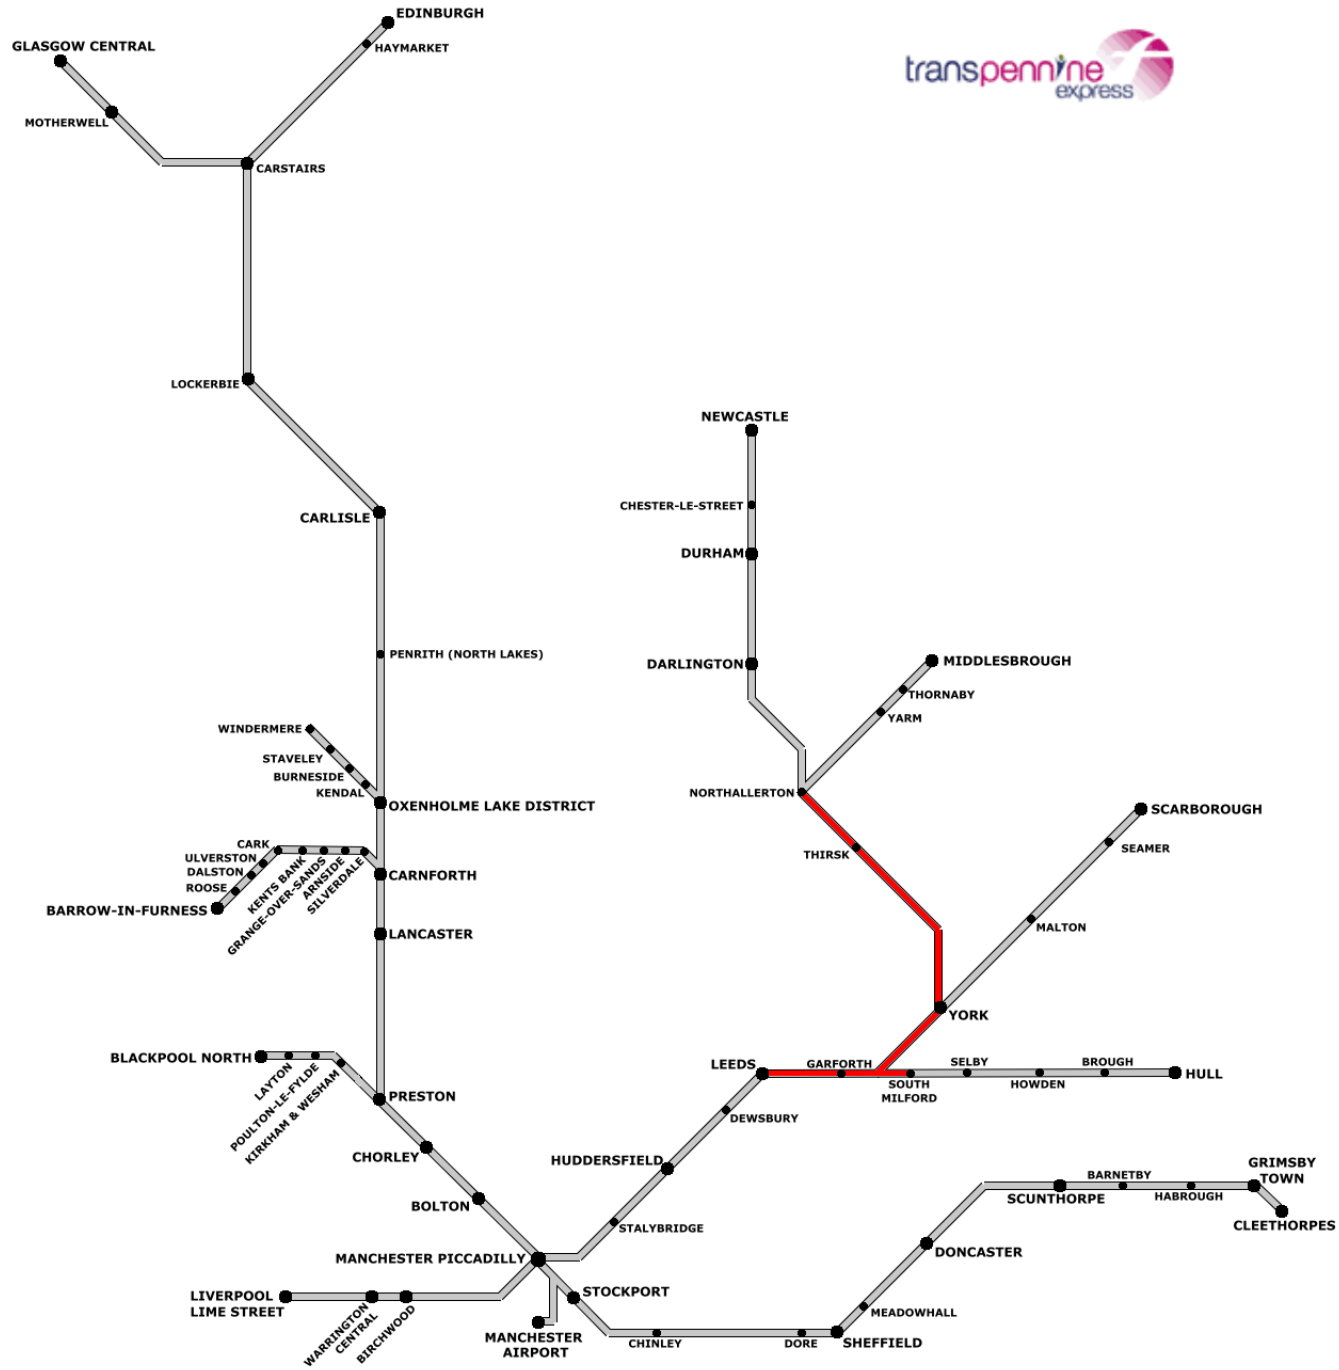 EDINBURGH
HAYMARKET
GLASGOW CENTRAL
transpennine
express
MOTHERWELL
CARSTAIRS
LOCKERBIE
NEWCASTLE
CHESTER-LE-STREET
CARLISLE
DURHAM
PENRITH (NORTH LAKES)
DARLINGTON
MIDDLESBROUGH
THORNABY
YARM
WINDERMERE
STAVELEY
BURNESIDE
KENDAL
OXENHOLME LAKE DISTRICT
NORTHALLERTON
SCARBOROUGH
SEAMER
THIRSK
CARK
ULVERSTON
DALSTON
ROOSE
BARROW-IN-FURNESS
KENTS BANK
GRANGE-OVER-SANDS
ARNSIDE
SILVERDALE
CARNFORTH
LANCASTER
MALTON
YORK
BLACKPOOL NORTH
LAYTON
POULTON-LE-FYLDE
KIRKHAM & WESHAM
PRESTON
LEEDS
GARFORTH
SOUTH
MILFORD
SELBY
HOWDEN
BROUGH
HULL
DEWSBURY
CHORLEY
HUDDERSFIELD
BOLTON
STALYBRIDGE
GRIMSBY
TOWN
BARNETBY
SCUNTHORPE
HABROUGH
CLEETHORPES
MANCHESTER PICCADILLY
DONCASTER
STOCKPORT
LIVERPOOL
LIME STREET
WARRINGTON
CENTRAL
BIRCHWOOD
MANCHESTER
AIRPORT
CHINLEY
DORE
SHEFFIELD
MEADOWHALL